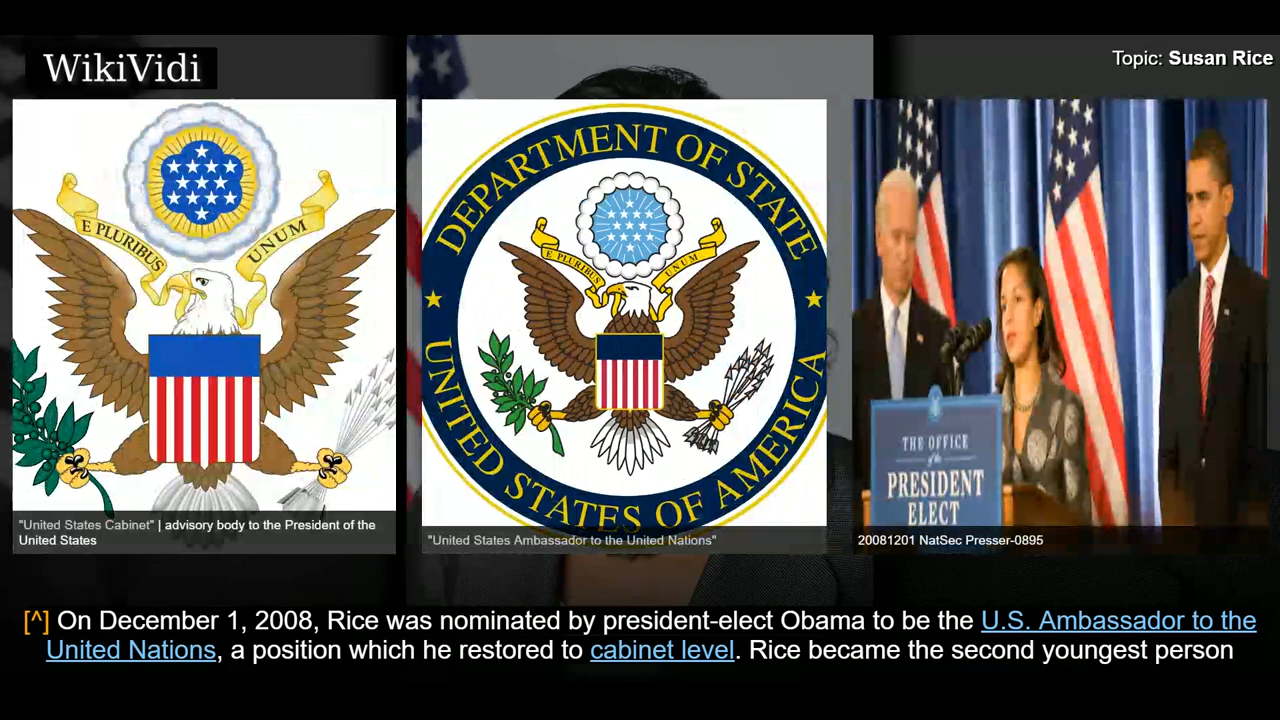 WikiVidi
Topic: Susan Rice
E PLURIBUS UNUM
DEPARTMENT OF STATE
E PLURIBUS UNUM
UNITED STATES OF AMERICA
THE OFFICE
of the
PRESIDENT
ELECT
"United States Cabinet" | advisory body to the President of the
United States
"United States Ambassador to the United Nations"
20081201 NatSec Presser-0895
[^] On December 1, 2008, Rice was nominated by president-elect Obama to be the U.S. Ambassador to the
United Nations, a position which he restored to cabinet level. Rice became the second youngest person